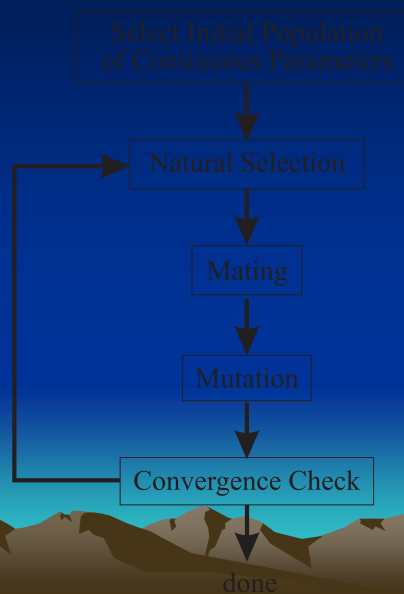 Select Initial Population
of Continuous Parameters
Natural Selection
Mating
Mutation
Convergence Check
done